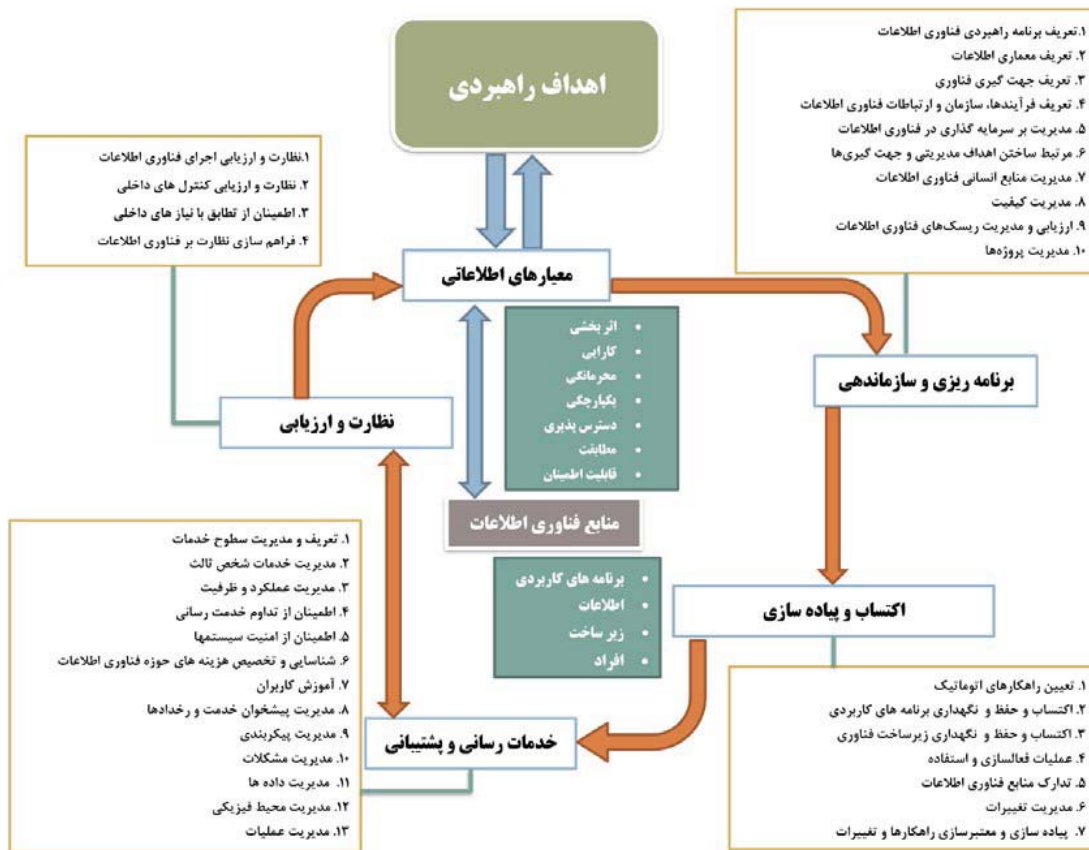 اهداف راهبردی
۱.تعریف برنامه راهبردی فناوری اطلاعات
۲. تعریف معماری اطلاعات
۳. تعریف جهت گیری فناوری
۴. تعریف فرآیندها، سازمان و ارتباطات فناوری اطلاعات
۵. مدیریت بر سرمایه گذاری در فناوری اطلاعات
۶. مرتبط ساختن اهداف مدیریتی و جهت گیری‌ها
۷. مدیریت منابع انسانی فناوری اطلاعات
۸. مدیریت کیفیت
۹. ارزیابی و مدیریت ریسک‌های فناوری اطلاعات
۱۰. مدیریت پروژه‌ها
۱.نظارت و ارزیابی اجرای فناوری اطلاعات
۲. نظارت و ارزیابی کنترل های داخلی
۳. اطمینان از تطابق با نیاز های داخلی
۴. فراهم سازی نظارت بر فناوری اطلاعات
معیارهای اطلاعاتی
• اثر بخشی
• کارایی
• محرمانگی
• یکپارچگی
• دسترس پذیری
• مطابقت
• قابلیت اطمینان
برنامه ریزی و سازماندهی
نظارت و ارزیابی
منابع فناوری اطلاعات
• برنامه های کاربردی
• اطلاعات
• زیر ساخت
• افراد
اکتساب و پیاده سازی
۱. تعیین راهکارهای اتوماتیک
۲. اکتساب و حفظ و نگهداری برنامه های کاربردی
۳. اکتساب و حفظ و نگهداری زیرساخت فناوری
۴. عملیات فعالسازی و استفاده
۵. تدارک منابع فناوری اطلاعات
۶. مدیریت تغییرات
۷. پیاده سازی و معتبرسازی راهکارها و تغییرات
خدمات رسانی و پشتیبانی
۱. تعریف و مدیریت سطوح خدمات
۲. مدیریت خدمات شخص ثالث
۳. مدیریت عملکرد و ظرفیت
۴. اطمینان از تداوم خدمت رسانی
۵. اطمینان از امنیت سیستمها
۶. شناسایی و تخصیص هزینه های حوزه فناوری اطلاعات
۷. آموزش کاربران
۸. مدیریت پیشخوان خدمت و رخدادها
۹. مدیریت پیکربندی
۱۰. مدیریت مشکلات
۱۱. مدیریت داده ها
۱۲. مدیریت محیط فیزیکی
۱۳. مدیریت عملیات